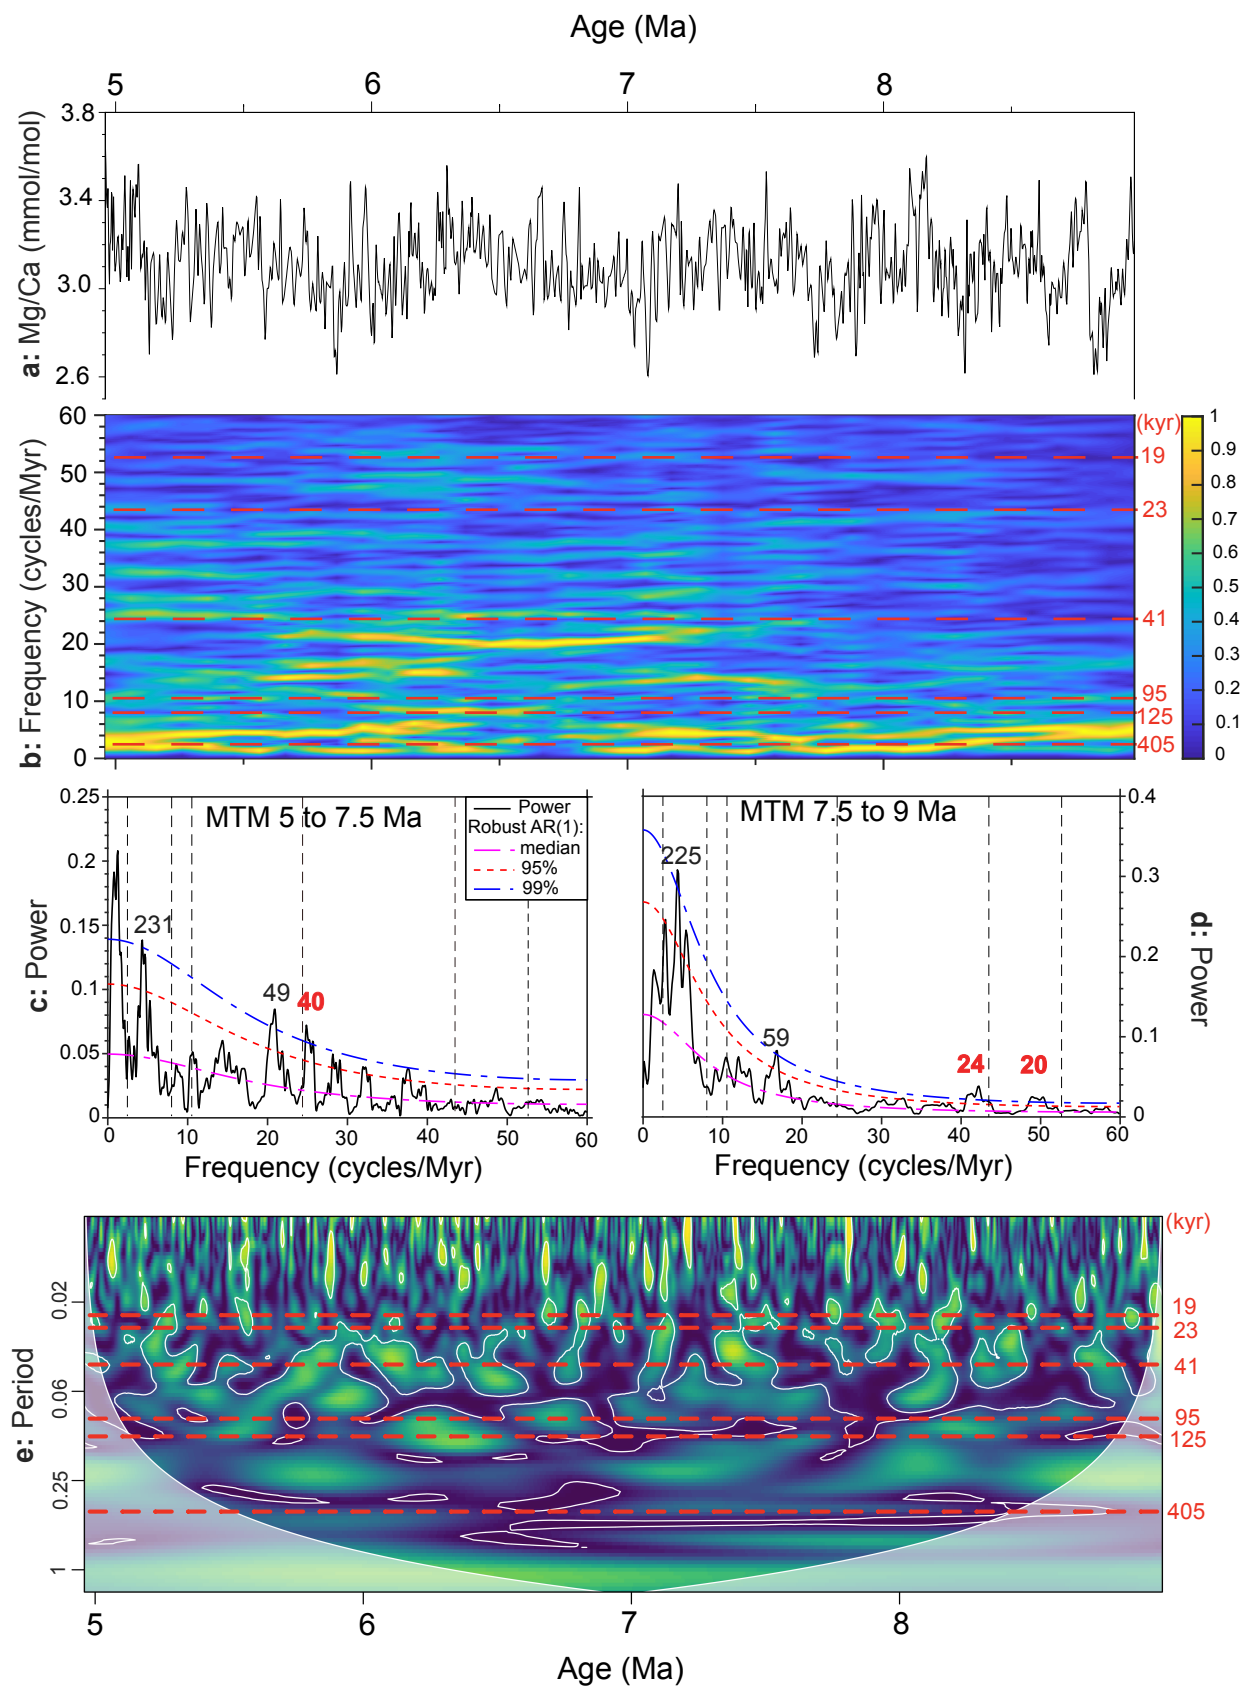 Age (Ma)
5 6 7 8
a: Mg/Ca (mmol/mol)
3.8
3.4
3.0
2.6
b: Frequency (cycles/Myr)
60
50
40
30
20
10
0
(kyr)
19
23
41
95
125
405
1
0.9
0.8
0.7
0.6
0.5
0.4
0.3
0.2
0.1
0
c: Power
0.25
0.2
0.15
0.1
0.05
0
MTM 5 to 7.5 Ma
Power
Robust AR(1):
median
95%
99%
231
49
40
0 10 20 30 40 50 60
Frequency (cycles/Myr)
MTM 7.5 to 9 Ma
225
59
24
20
0.4
0.3
0.2
0.1
0
d: Power
0 10 20 30 40 50 60
Frequency (cycles/Myr)
e: Period
0.02
0.06
0.25
1
(kyr)
19
23
41
95
125
405
5 6 7 8
Age (Ma)